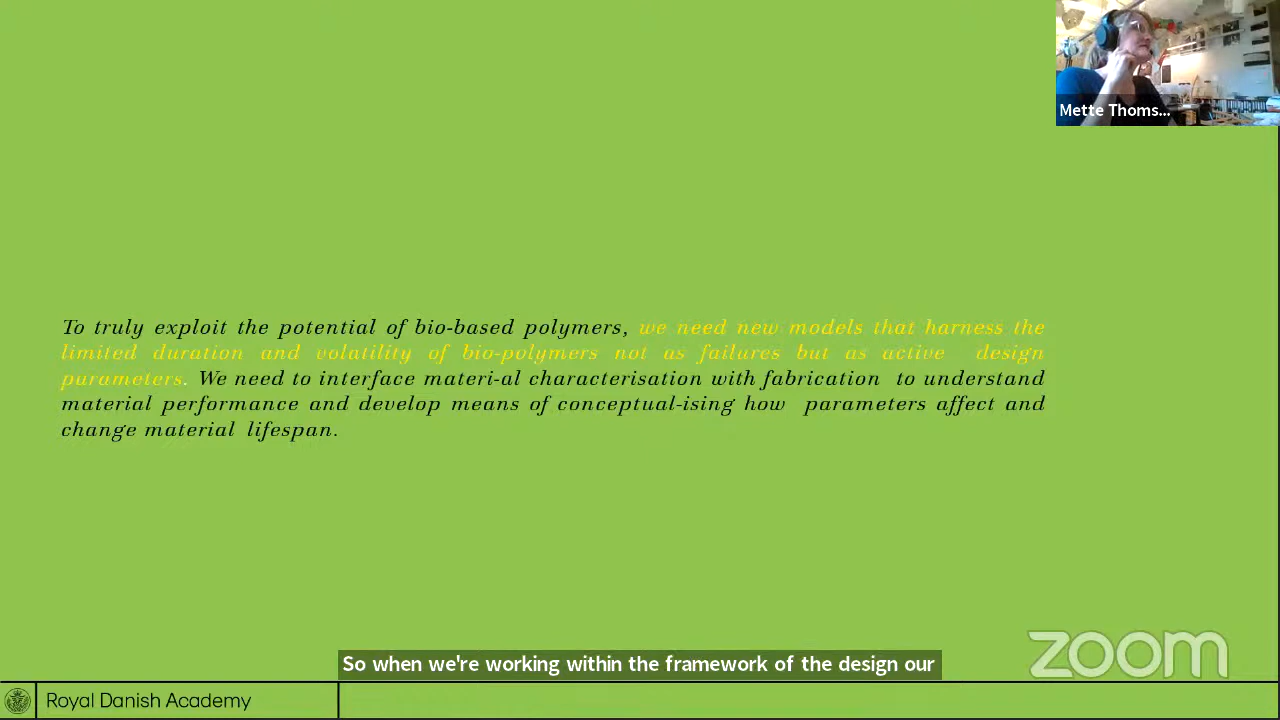 Mette Thoms...
To truly exploit the potential of bio-based polymers, we need new models that harness the
limited duration and volatility of bio-polymers not as failures but as active design
parameters. We need to interface materi-al characterisation with fabrication to understand
material performance and develop means of conceptual-ising how parameters affect and
change material lifespan.
zoom
So when we're working within the framework of the design our
Royal Danish Academy